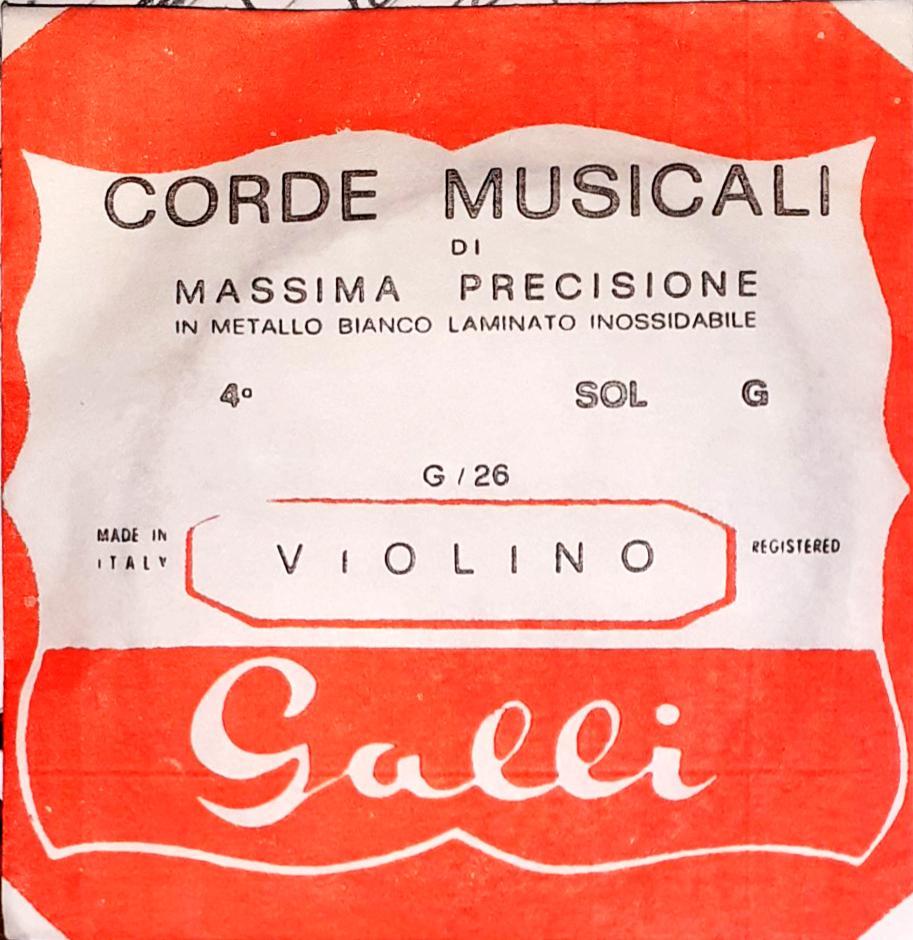 CORDE MUSICALI
DI
MASSIMA PRECISIONE
IN METALLO BIANCO LAMINATO INOSSIDABILE
4º SOL G
G / 26
MADE IN
ITALY
VIOLINO
REGISTERED
Galli